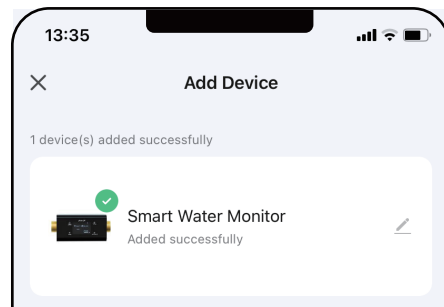 13:35
Add Device
1 device(s) added successfully
Smart Water Monitor
Added successfully